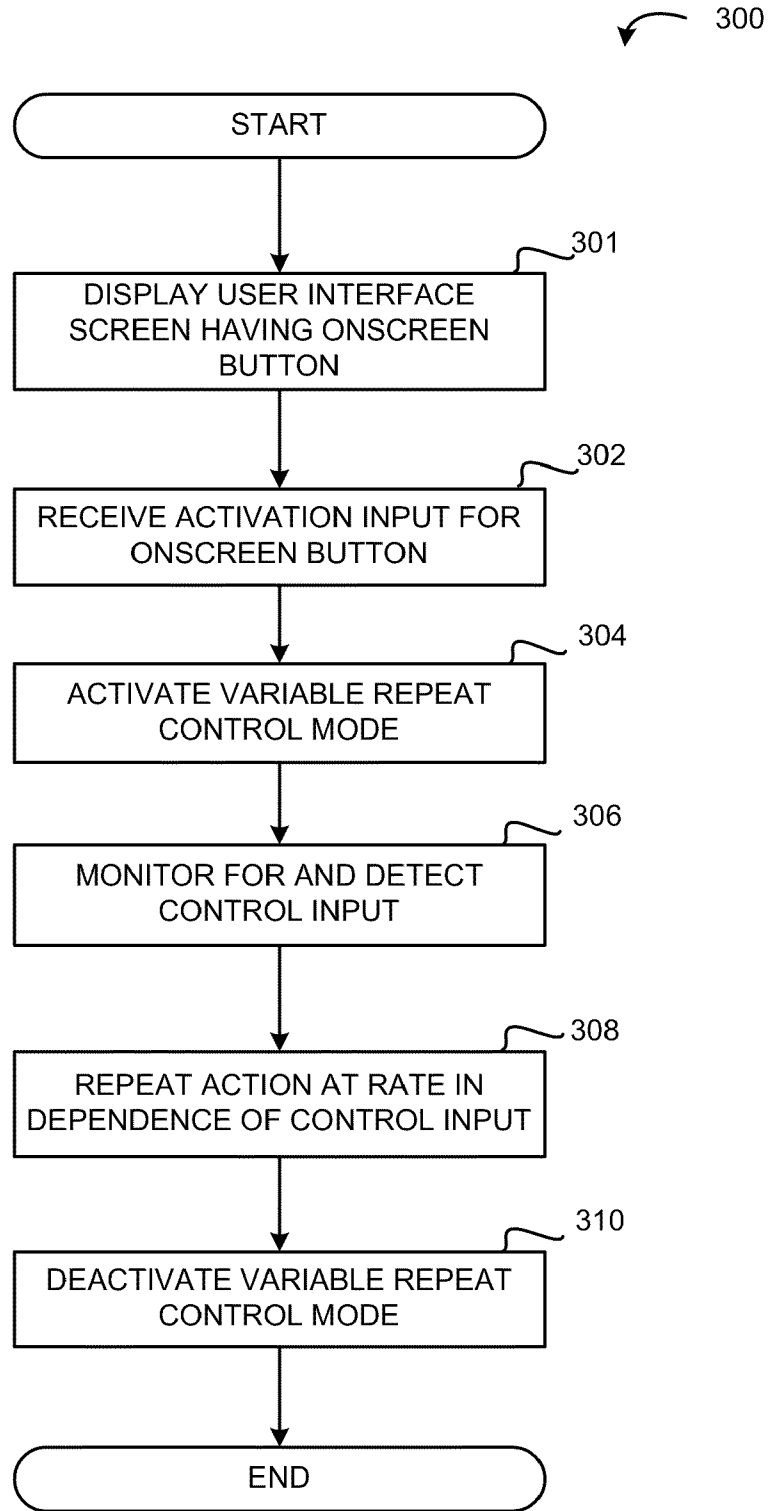 300
START
301
DISPLAY USER INTERFACE
SCREEN HAVING ONSCREEN
BUTTON
302
RECEIVE ACTIVATION INPUT FOR
ONSCREEN BUTTON
304
ACTIVATE VARIABLE REPEAT
CONTROL MODE
306
MONITOR FOR AND DETECT
CONTROL INPUT
308
REPEAT ACTION AT RATE IN
DEPENDENCE OF CONTROL INPUT
310
DEACTIVATE VARIABLE REPEAT
CONTROL MODE
END